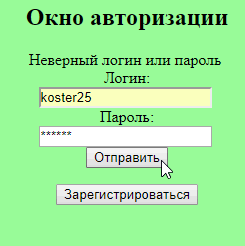 Окно авторизации
Неверный логин или пароль
Логин:
koster25
Пароль:
******
Отправить
Зарегистрироваться